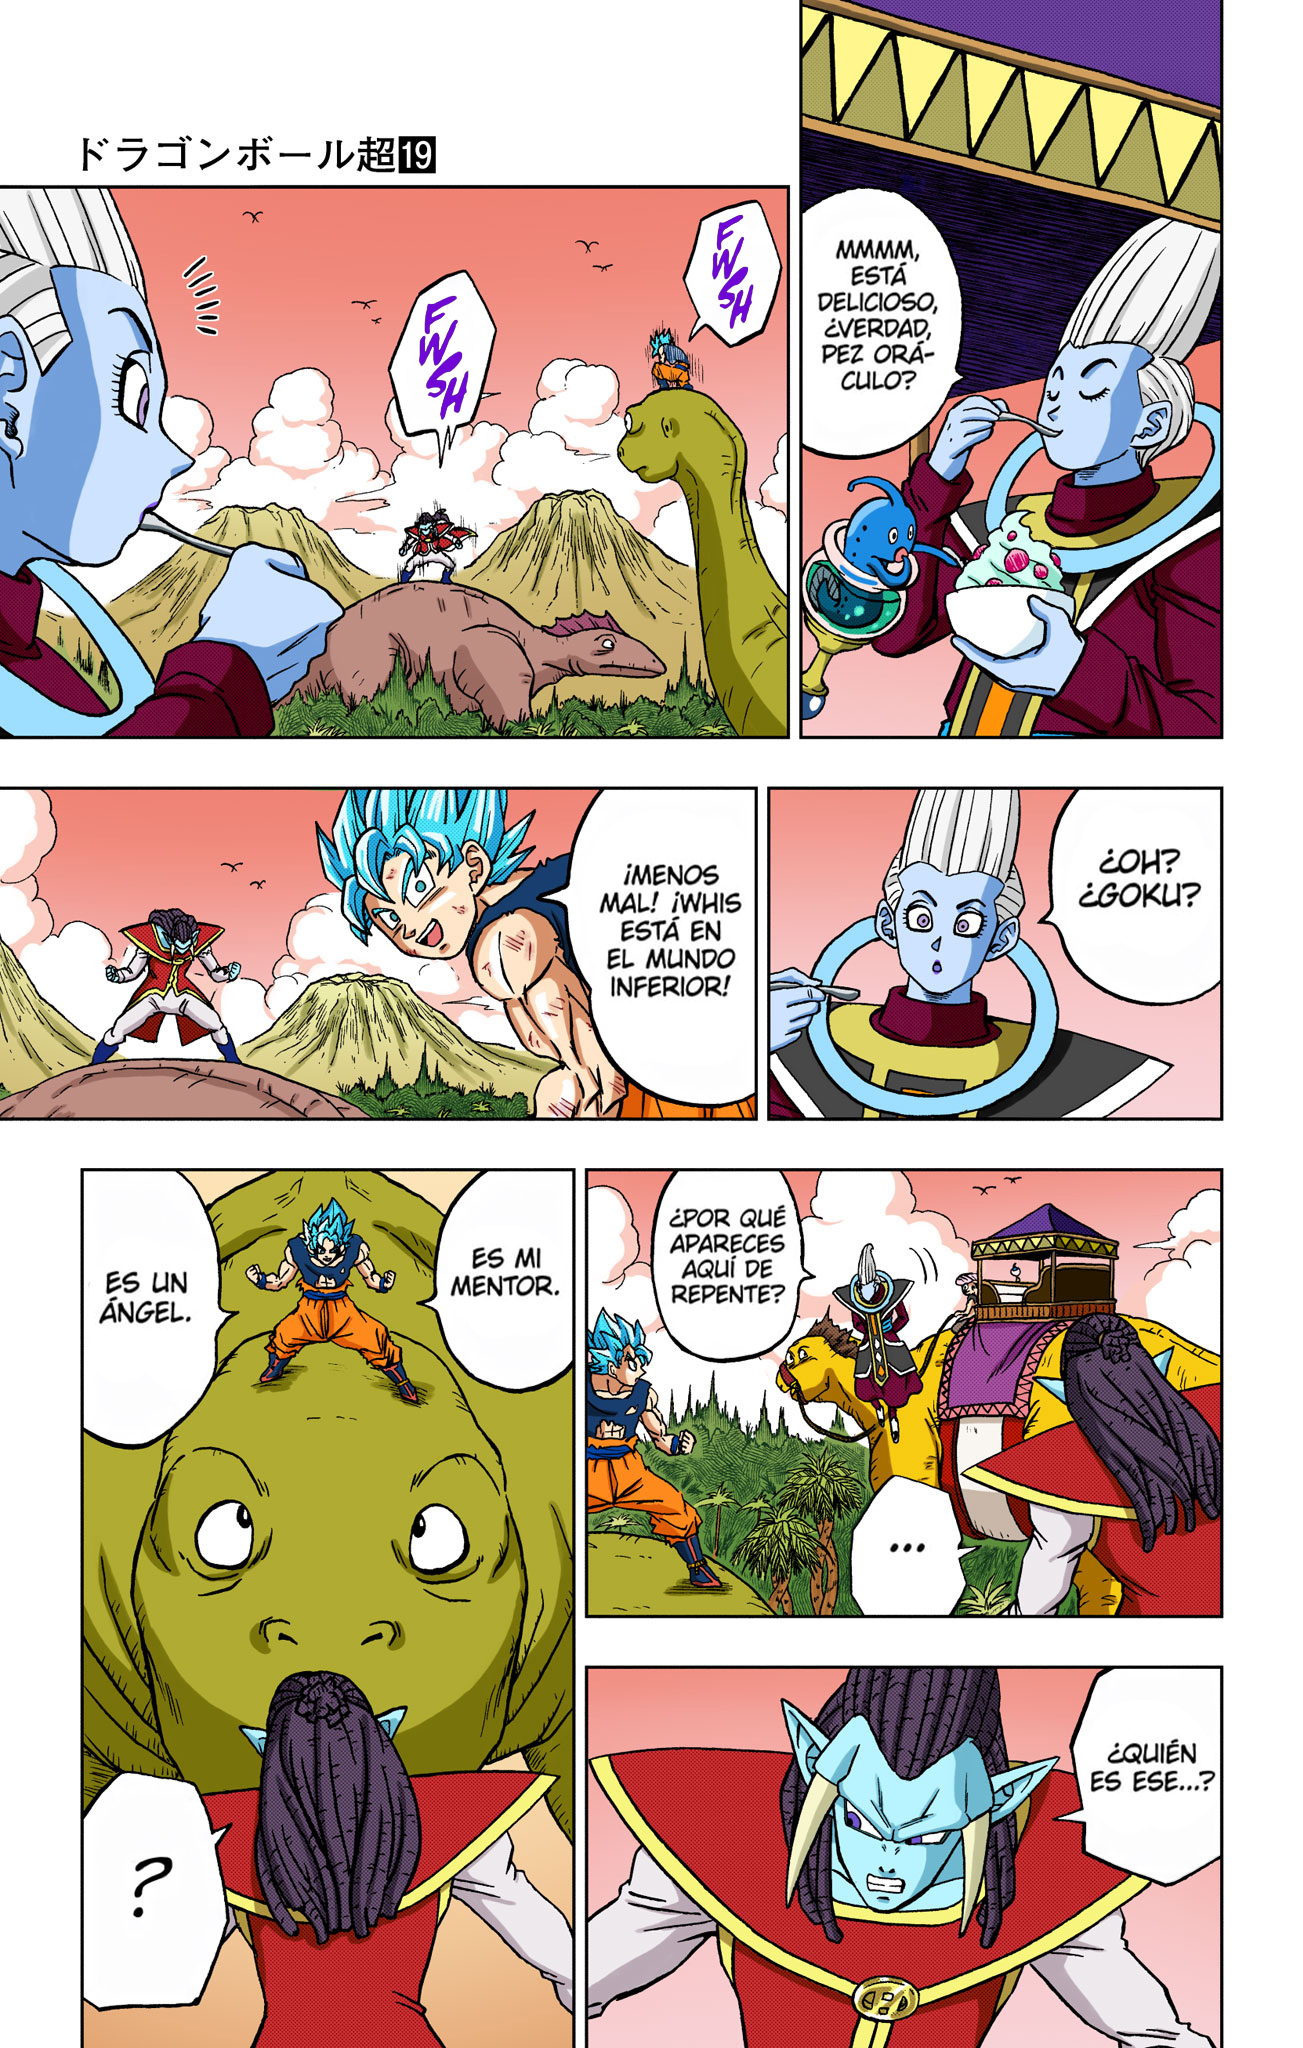 ドラゴンボール超19
MMMM,
ESTÁ
DELICIOSO,
¿VERDAD,
PEZ ORÁ-
CULO?
FWSH
FWSH
¿OH?
¿GOKU?
¡MENOS
MAL! ¡WHIS
ESTÁ EN
EL MUNDO
INFERIOR!
¿POR QUÉ
APARECES
AQUÍ DE
REPENTE?
...
¿QUIÉN
ES ESE...?
ES MI
MENTOR.
ES UN
ÁNGEL.
?